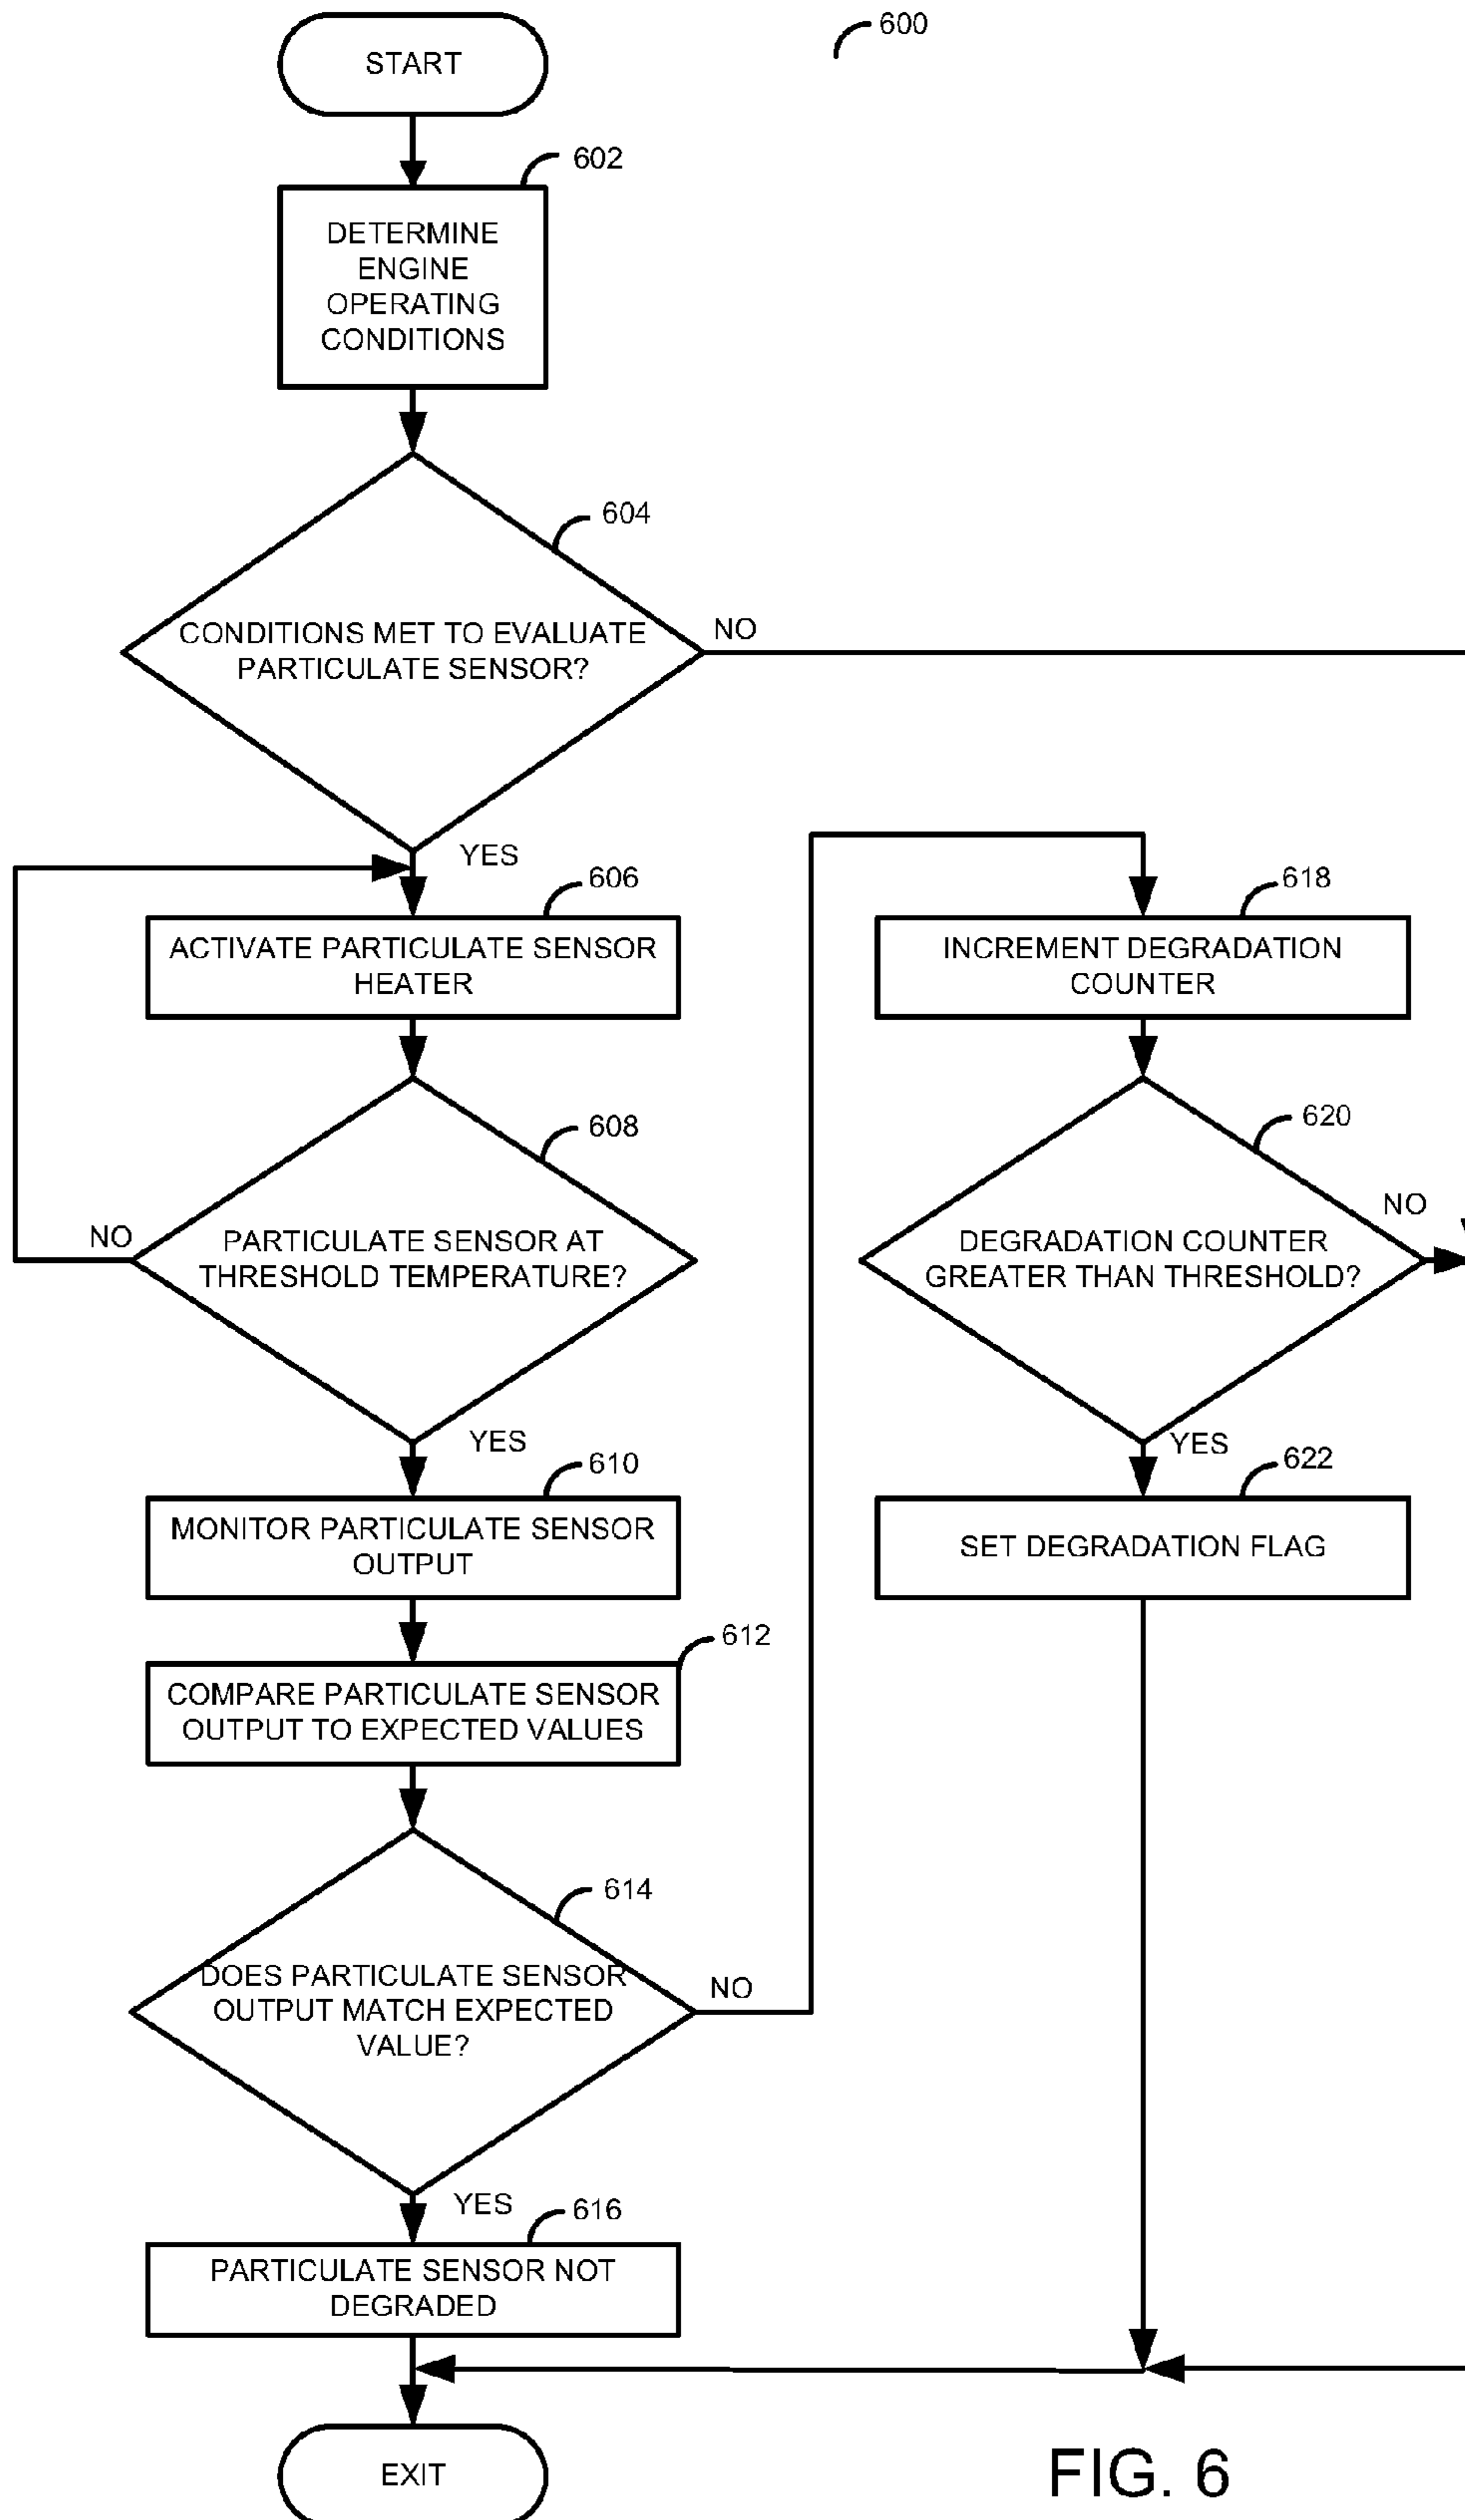 START
600
602
DETERMINE
ENGINE
OPERATING
CONDITIONS
604
CONDITIONS MET TO EVALUATE
PARTICULATE SENSOR?
NO
YES
606
ACTIVATE PARTICULATE SENSOR
HEATER
608
NO
PARTICULATE SENSOR AT
THRESHOLD TEMPERATURE?
YES
610
MONITOR PARTICULATE SENSOR
OUTPUT
612
COMPARE PARTICULATE SENSOR
OUTPUT TO EXPECTED VALUES
614
DOES PARTICULATE SENSOR
OUTPUT MATCH EXPECTED
VALUE?
NO
YES
616
PARTICULATE SENSOR NOT
DEGRADED
EXIT
618
INCREMENT DEGRADATION
COUNTER
620
NO
DEGRADATION COUNTER
GREATER THAN THRESHOLD?
YES
622
SET DEGRADATION FLAG
FIG. 6